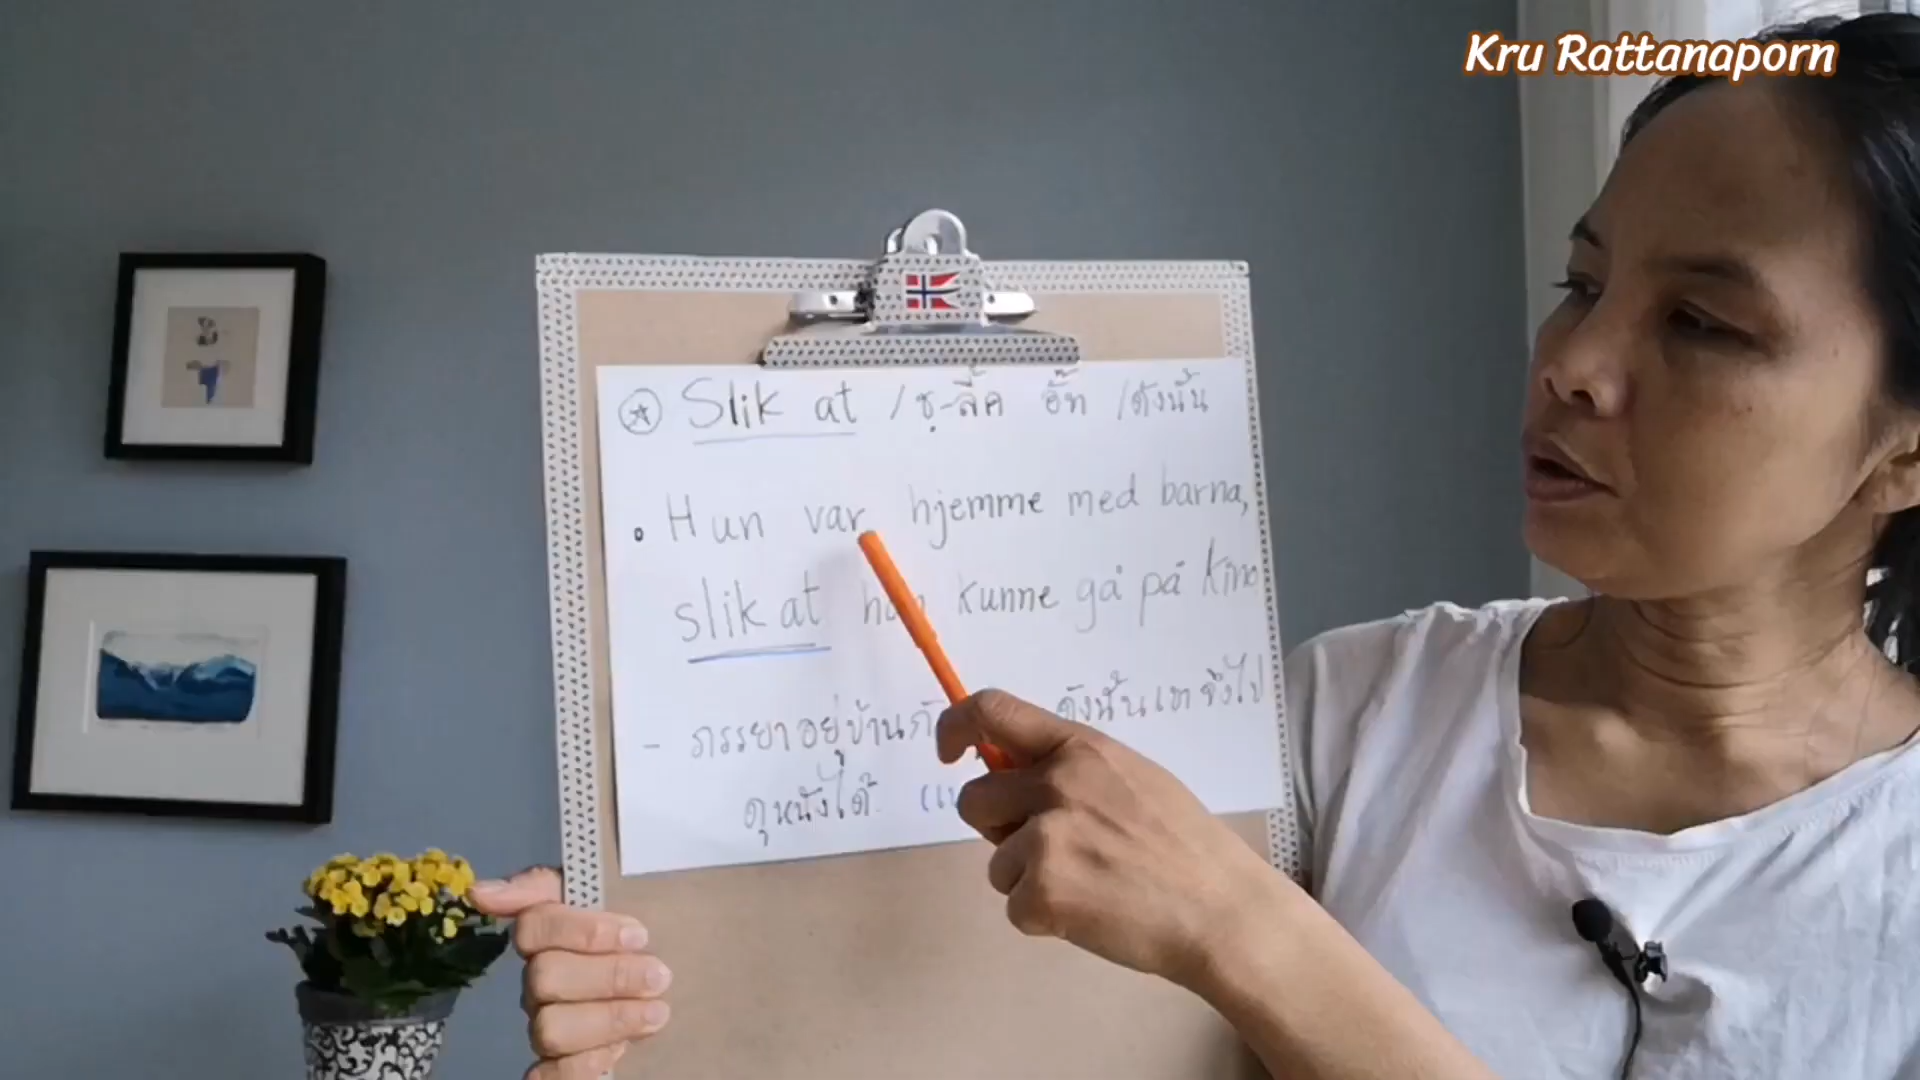 Kru Rattanaporn
Slik at / ซฺ-ลี้ค อั๊ท / ดังนั้น
• Hun var hjemme med barna,
slik at han kunne gå på kino
- ภรรยาอยู่บ้าน ดังนั้นเขาจึงไป
ดูหนังได้